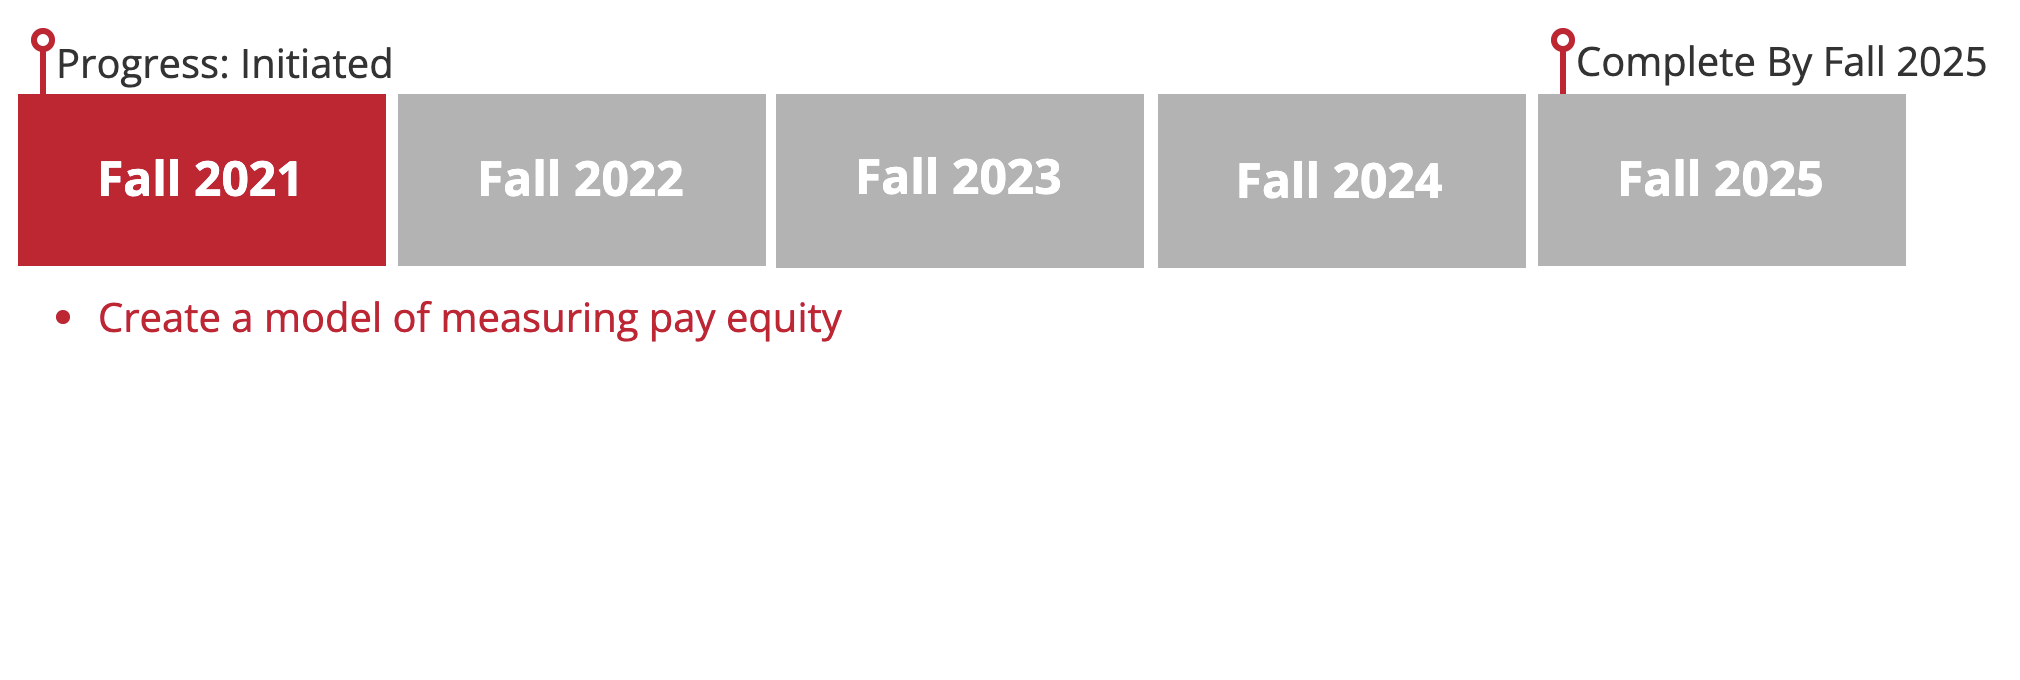 Progress: Initiated
Complete By Fall 2025
Fall 2021
Fall 2022
Fall 2023
Fall 2024
Fall 2025
• Create a model of measuring pay equity